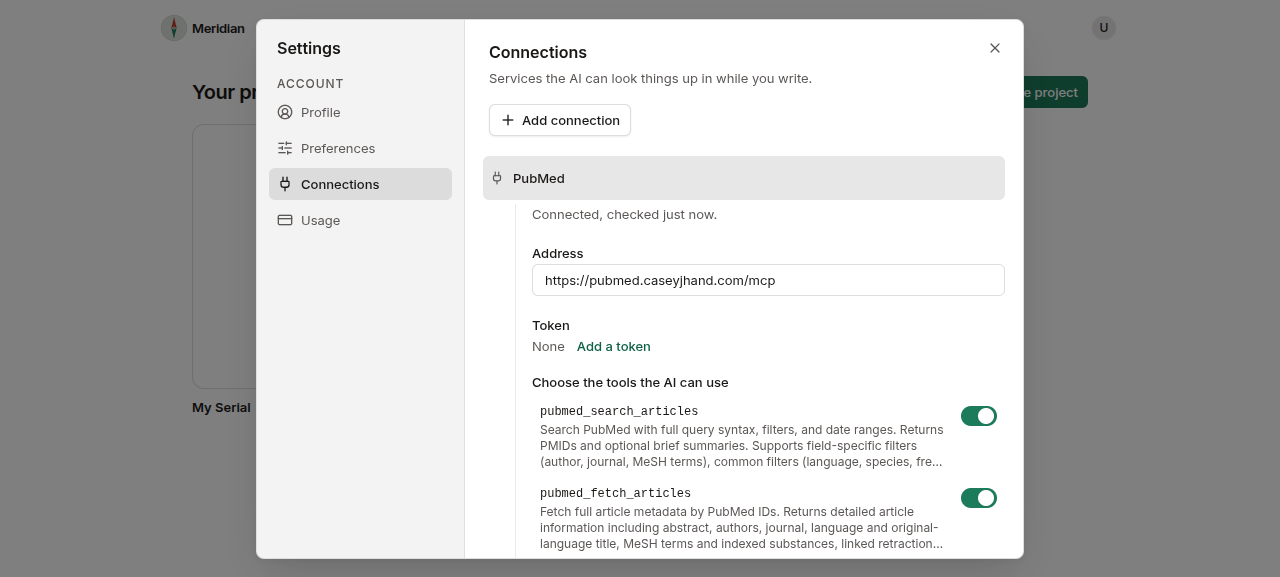 Meridian
U
Your pr
e project
My Serial
Settings
ACCOUNT
Profile
Preferences
Connections
Usage
Connections
Services the AI can look things up in while you write.
Add connection
PubMed
Connected, checked just now.
Address
https://pubmed.caseyjhand.com/mcp
Token
None Add a token
Choose the tools the AI can use
pubmed_search_articles
Search PubMed with full query syntax, filters, and date ranges. Returns
PMIDs and optional brief summaries. Supports field-specific filters
(author, journal, MeSH terms), common filters (language, species, fre…
pubmed_fetch_articles
Fetch full article metadata by PubMed IDs. Returns detailed article
information including abstract, authors, journal, language and original-
language title, MeSH terms and indexed substances, linked retraction…